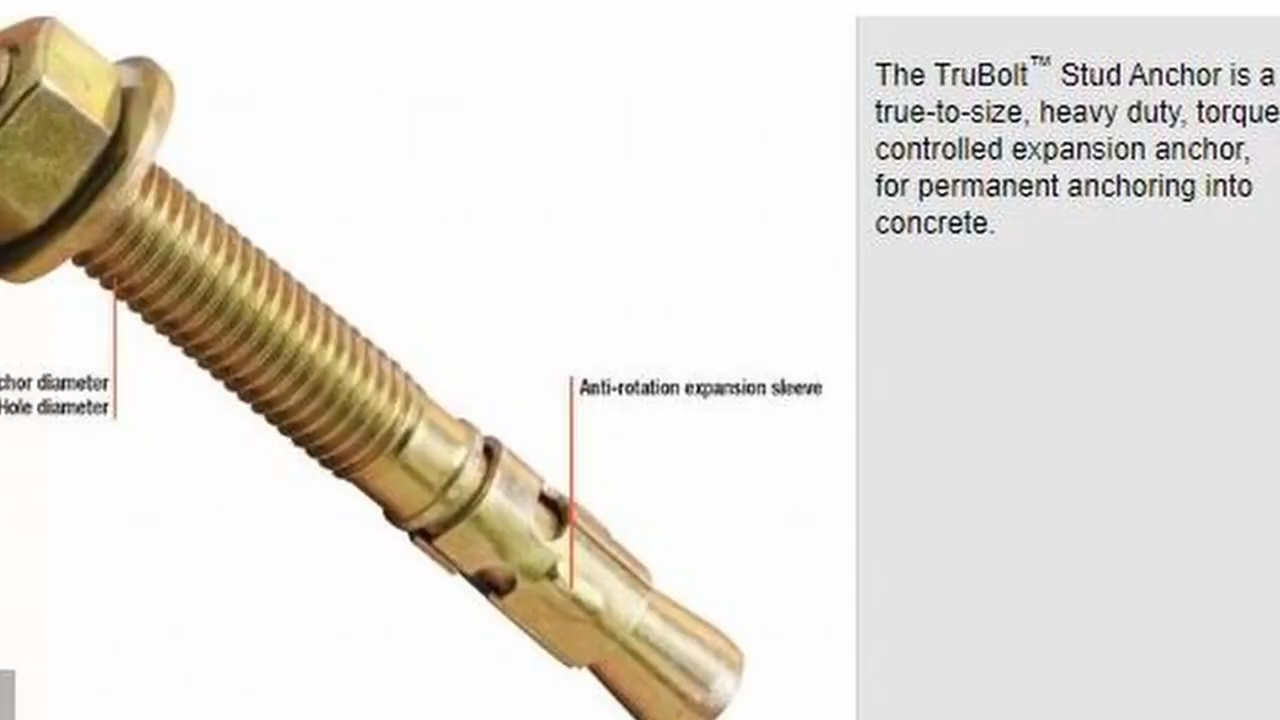 The TruBolt™ Stud Anchor is a
true-to-size, heavy duty, torque
controlled expansion anchor,
for permanent anchoring into
concrete.
chor diameter
Hole diameter
Anti-rotation expansion sleeve